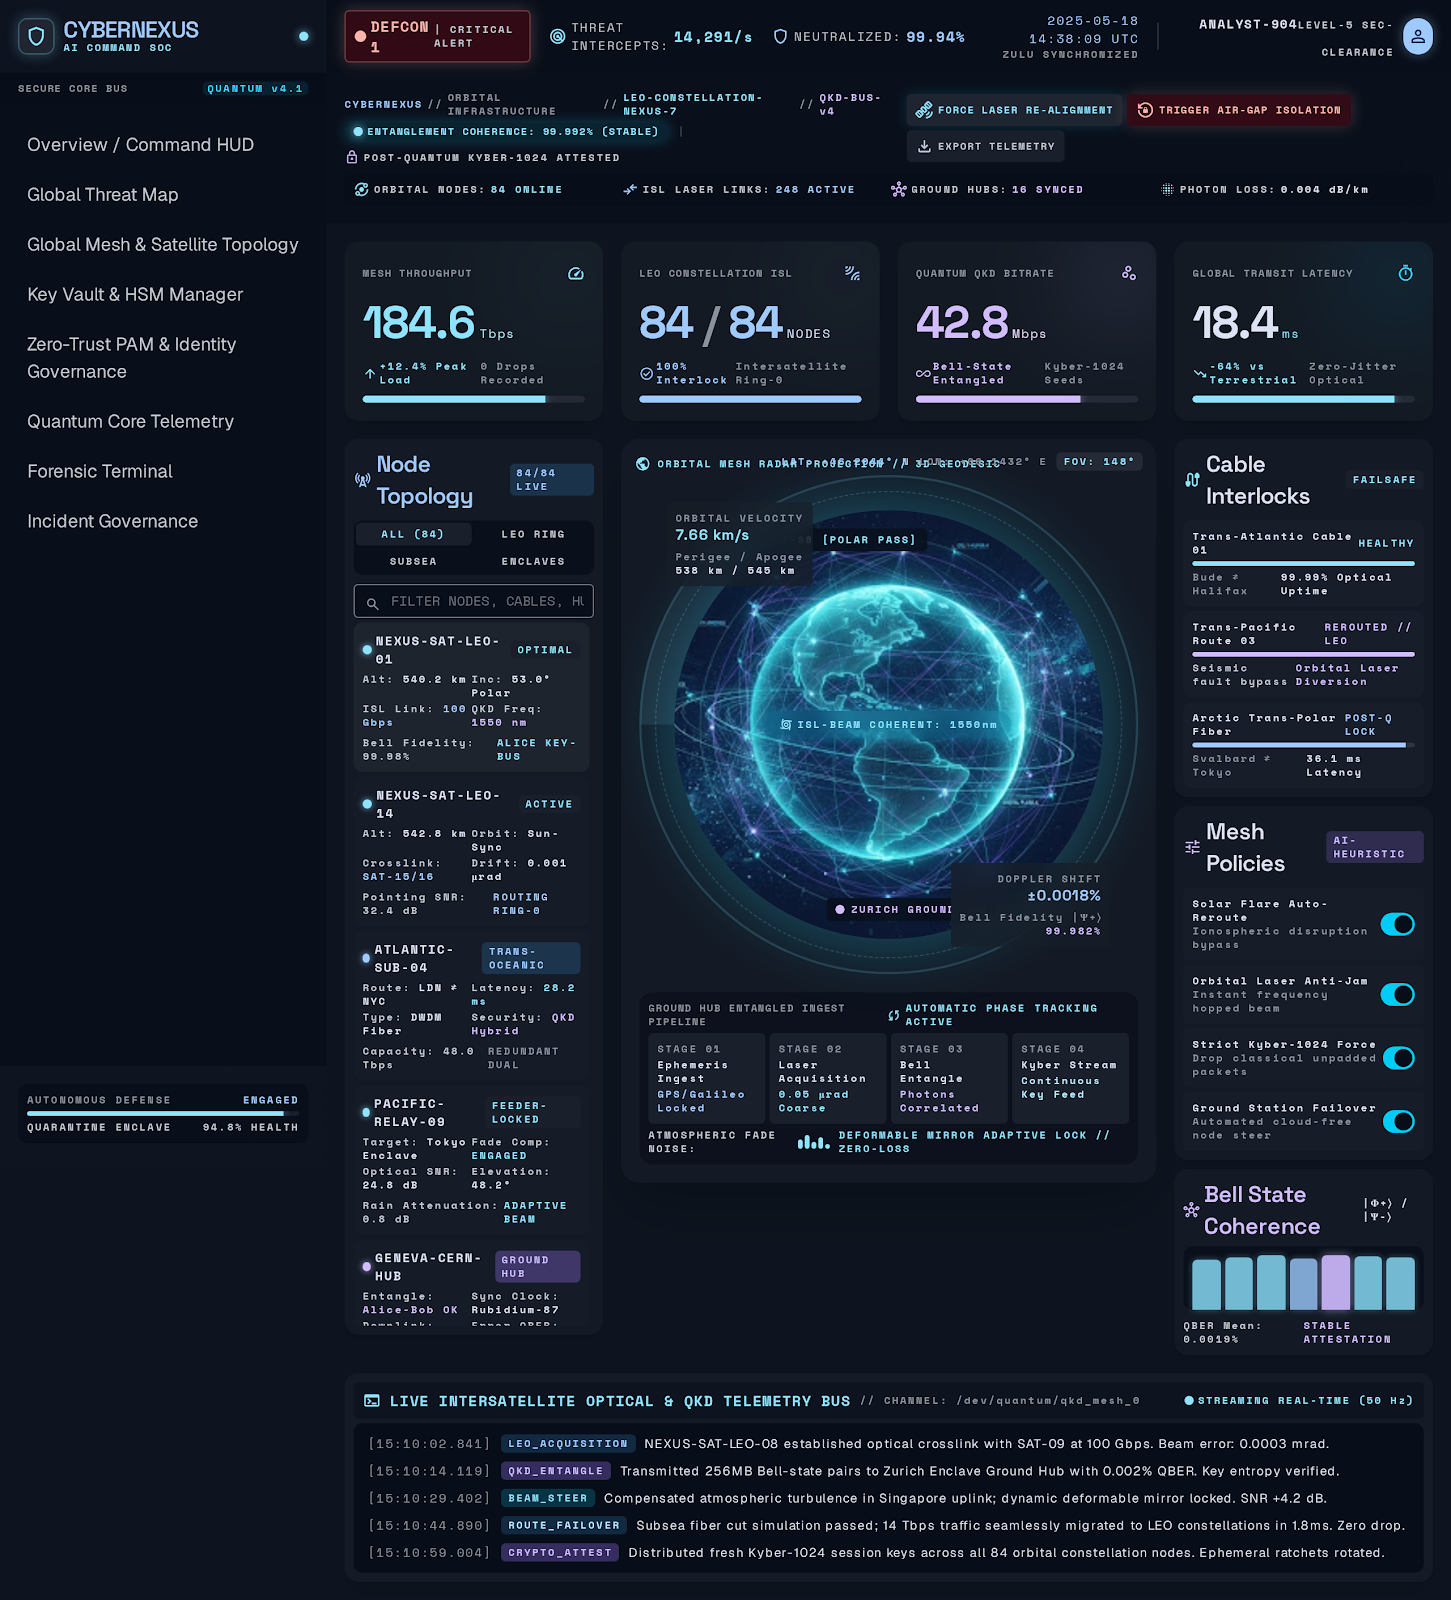 CYBERNEXUS
AI COMMAND SOC
SECURE CORE BUS QUANTUM v4.1
Overview / Command HUD
Global Threat Map
Global Mesh & Satellite Topology
Key Vault & HSM Manager
Zero-Trust PAM & Identity
Governance
Quantum Core Telemetry
Forensic Terminal
Incident Governance
AUTONOMOUS DEFENSE ENGAGED
QUARANTINE ENCLAVE 94.8% HEALTH
DEFCON
1
| CRITICAL
ALERT
THREAT
INTERCEPTS: 14,291/s
NEUTRALIZED: 99.94%
2025-05-18
14:38:09 UTC
ZULU SYNCHRONIZED
ANALYST-904 LEVEL-5 SEC-
CLEARANCE
CYBERNEXUS // ORBITAL
INFRASTRUCTURE
// LEO-CONSTELLATION-
NEXUS-7
// QKD-BUS-
v4
ENTANGLEMENT COHERENCE: 99.992% (STABLE) |
POST-QUANTUM KYBER-1024 ATTESTED
FORCE LASER RE-ALIGNMENT
TRIGGER AIR-GAP ISOLATION
EXPORT TELEMETRY
ORBITAL NODES: 84 ONLINE
ISL LASER LINKS: 248 ACTIVE
GROUND HUBS: 16 SYNCED
PHOTON LOSS: 0.004 dB/km
MESH THROUGHPUT
184.6 Tbps
+12.4% Peak
Load
0 Drops
Recorded
LEO CONSTELLATION ISL
84 / 84 NODES
100%
Interlock
Intersatellite
Ring-0
QUANTUM QKD BITRATE
42.8 Mbps
Bell-State
Entangled
Kyber-1024
Seeds
GLOBAL TRANSIT LATENCY
18.4 ms
-64% vs
Terrestrial
Zero-Jitter
Optical
Node
Topology
84/84
LIVE
ALL (84) LEO RING
SUBSEA ENCLAVES
FILTER NODES, CABLES, HU
NEXUS-SAT-LEO-
01
OPTIMAL
Alt: 540.2 km
Inc: 53.0°
Polar
ISL Link: 100
Gbps
QKD Freq:
1550 nm
Bell Fidelity:
99.98%
ALICE KEY-
BUS
NEXUS-SAT-LEO-
14
ACTIVE
Alt: 542.8 km
Orbit: Sun-
Sync
Crosslink:
SAT-15/16
Drift: 0.001
µrad
Pointing SNR:
32.4 dB
ROUTING
RING-0
ATLANTIC-
SUB-04
TRANS-
OCEANIC
Route: LDN ≠
NYC
Latency: 28.2
ms
Type: DWDM
Fiber
Security: QKD
Hybrid
Capacity: 48.0
Tbps
REDUNDANT
DUAL
PACIFIC-
RELAY-09
FEEDER-
LOCKED
Target: Tokyo
Enclave
Fade Comp:
ENGAGED
Optical SNR:
24.8 dB
Elevation:
48.2°
Rain Attenuation:
0.8 dB
ADAPTIVE
BEAM
GENEVA-CERN-
HUB
GROUND
HUB
Entangle:
Alice-Bob OK
Sync Clock:
Rubidium-87
Downlink: Error QBER:
ORBITAL MESH RADAR PROJECTION // 3D GEODESIC
FOV: 148°
ORBITAL VELOCITY
7.66 km/s
Perigee / Apogee
538 km / 545 km
[POLAR PASS]
ISL-BEAM COHERENT: 1550nm
ZURICH GROUND
DOPPLER SHIFT
±0.0018%
Bell Fidelity |Ψ+⟩
99.982%
GROUND HUB ENTANGLED INGEST
PIPELINE
AUTOMATIC PHASE TRACKING
ACTIVE
STAGE 01
Ephemeris
Ingest
GPS/Galileo
Locked
STAGE 02
Laser
Acquisition
0.05 µrad
Coarse
STAGE 03
Bell
Entangle
Photons
Correlated
STAGE 04
Kyber Stream
Continuous
Key Feed
ATMOSPHERIC FADE
NOISE:
DEFORMABLE MIRROR ADAPTIVE LOCK //
ZERO-LOSS
Cable
Interlocks
FAILSAFE
Trans-Atlantic Cable
01
HEALTHY
Bude ≠
Halifax
99.99% Optical
Uptime
Trans-Pacific
Route 03
REROUTED //
LEO
Seismic
fault bypass
Orbital Laser
Diversion
Arctic Trans-Polar
Fiber
POST-Q
LOCK
Svalbard ≠
Tokyo
36.1 ms
Latency
Mesh
Policies
AI-
HEURISTIC
Solar Flare Auto-
Reroute
Ionospheric disruption
bypass
Orbital Laser Anti-Jam
Instant frequency
hopped beam
Strict Kyber-1024 Force
Drop classical unpadded
packets
Ground Station Failover
Automated cloud-free
node steer
Bell State
Coherence
|Φ+⟩ /
|Ψ-⟩
QBER Mean:
0.0019%
STABLE
ATTESTATION
LIVE INTERSATELLITE OPTICAL & QKD TELEMETRY BUS // CHANNEL: /dev/quantum/qkd_mesh_0 STREAMING REAL-TIME (50 Hz)
[15:10:02.841] LEO_ACQUISITION NEXUS-SAT-LEO-08 established optical crosslink with SAT-09 at 100 Gbps. Beam error: 0.0003 mrad.
[15:10:14.119] QKD_ENTANGLE Transmitted 256MB Bell-state pairs to Zurich Enclave Ground Hub with 0.002% QBER. Key entropy verified.
[15:10:29.402] BEAM_STEER Compensated atmospheric turbulence in Singapore uplink; dynamic deformable mirror locked. SNR +4.2 dB.
[15:10:44.890] ROUTE_FAILOVER Subsea fiber cut simulation passed; 14 Tbps traffic seamlessly migrated to LEO constellations in 1.8ms. Zero drop.
[15:10:59.004] CRYPTO_ATTEST Distributed fresh Kyber-1024 session keys across all 84 orbital constellation nodes. Ephemeral ratchets rotated.